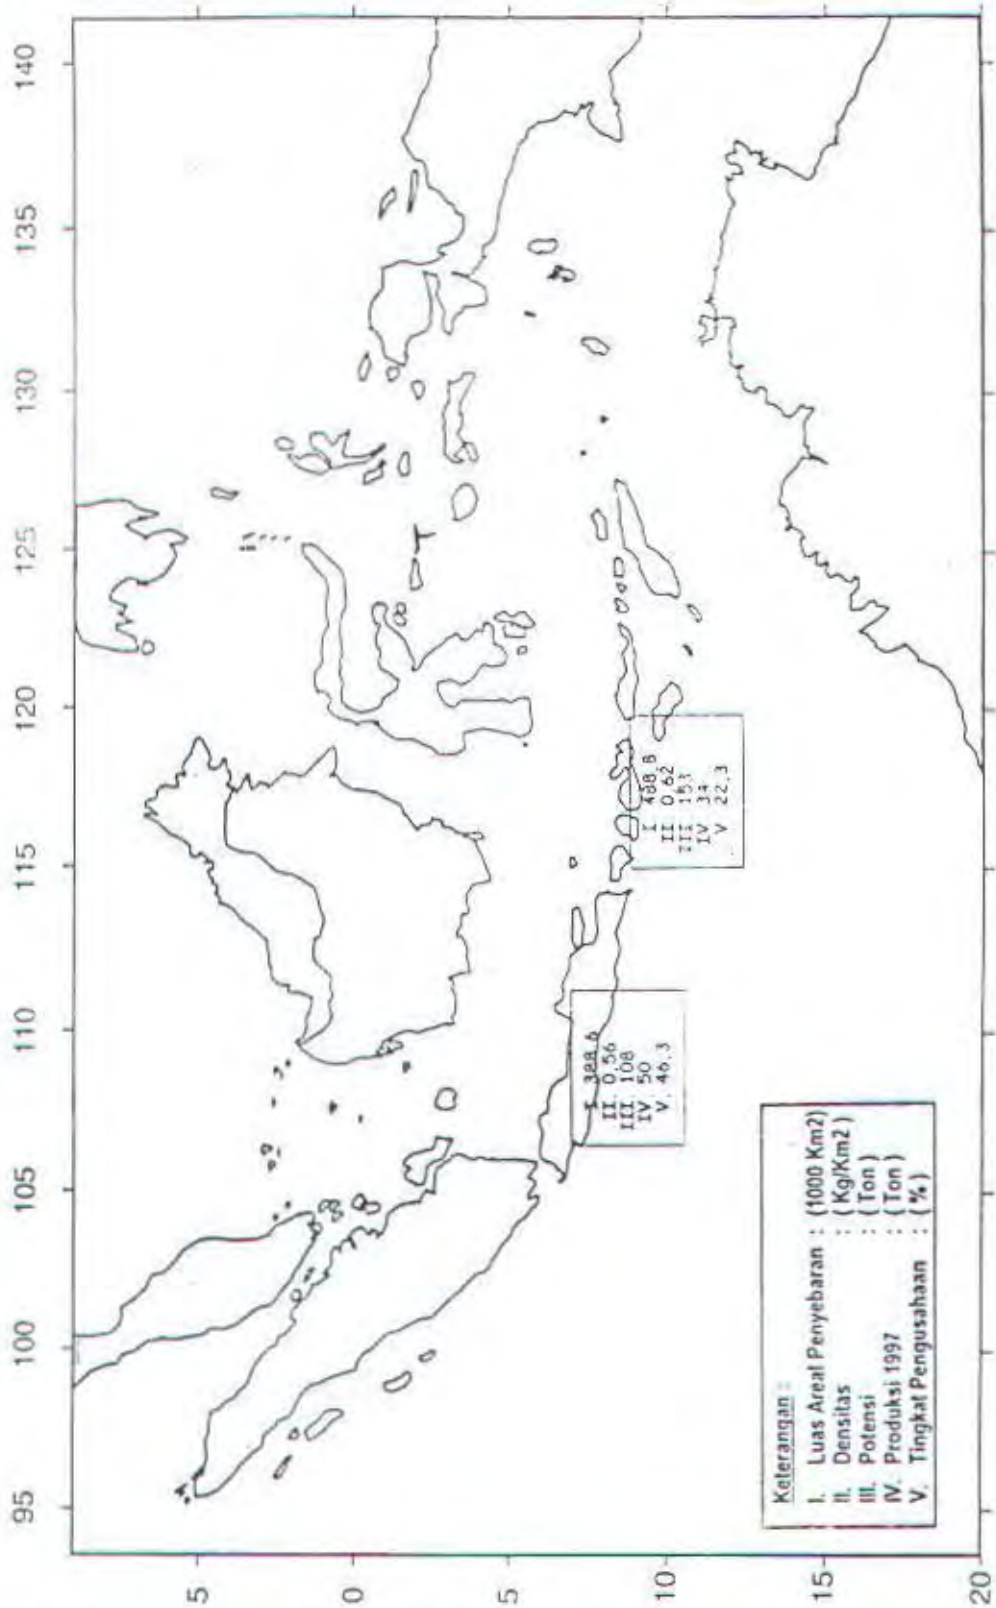 95 100 105 110 115 120 125 130 135 140
5
0
5
10
15
20
I 388,6
II. 0,56
III. 108
IV. 50
V. 46,3
I 488,8
II. 0,62
III 153
IV 34
V 22,3
Keterangan :
I. Luas Areal Penyebaran : (1000 Km2)
II. Densitas : ( Kg/Km2 )
III. Potensi : ( Ton )
IV. Produksi 1997 : ( Ton )
V. Tingkat Pengusahaan : ( % )